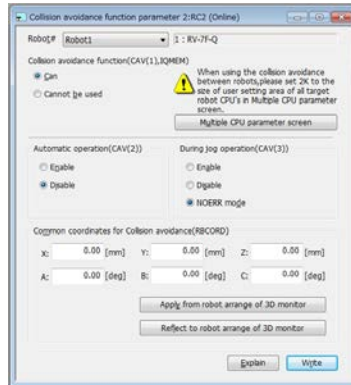 Collision avoidance function parameter 2:RC2 (Online)
Robot# Robot1 1 : RV-7F-Q
Collision avoidance function(CAV(1),IQMEM)
Can
Cannot be used
When using the collision avoidance
between robots,please set 2K to the
size of user setting area of all target
robot CPU's in Multiple CPU parameter
screen.
Multiple CPU parameter screen
Automatic operation(CAV(2))
Enable
Disable
During jog operation(CAV(3))
Enable
Disable
NOERR mode
Common coordinates for Collision avoidance(RBCORD)
X: 0.00 [mm] Y: 0.00 [mm] Z: 0.00 [mm]
A: 0.00 [deg] B: 0.00 [deg] C: 0.00 [deg]
Apply from robot arrange of 3D monitor
Reflect to robot arrange of 3D monitor
Explain Write